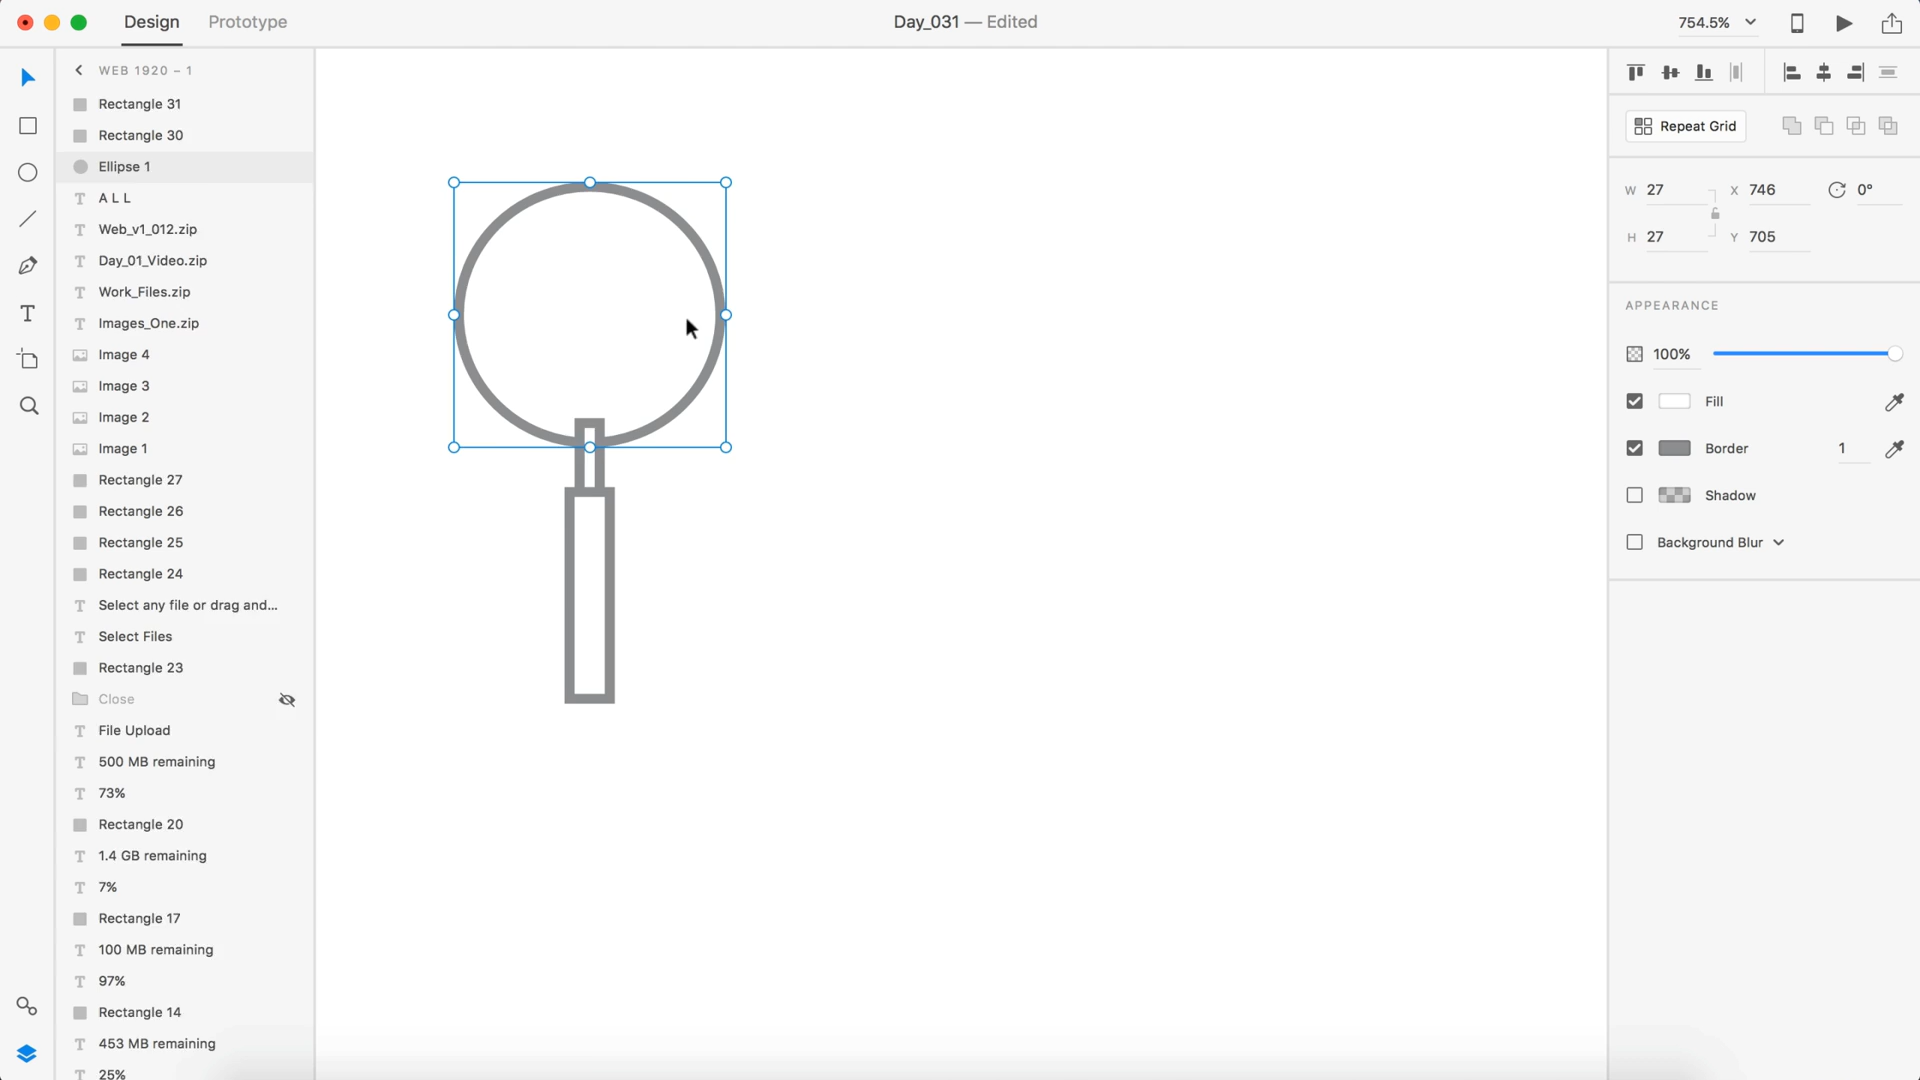 Design Prototype Day_031 — Edited 754.5%
WEB 1920 – 1
Rectangle 31
Rectangle 30
Ellipse 1
A L L
Web_v1_012.zip
Day_01_Video.zip
Work_Files.zip
Images_One.zip
Image 4
Image 3
Image 2
Image 1
Rectangle 27
Rectangle 26
Rectangle 25
Rectangle 24
Select any file or drag and...
Select Files
Rectangle 23
Close
File Upload
500 MB remaining
73%
Rectangle 20
1.4 GB remaining
7%
Rectangle 17
100 MB remaining
97%
Rectangle 14
453 MB remaining
25%
Repeat Grid
W 27 X 746 0°
H 27 Y 705
APPEARANCE
100%
Fill
Border 1
Shadow
Background Blur